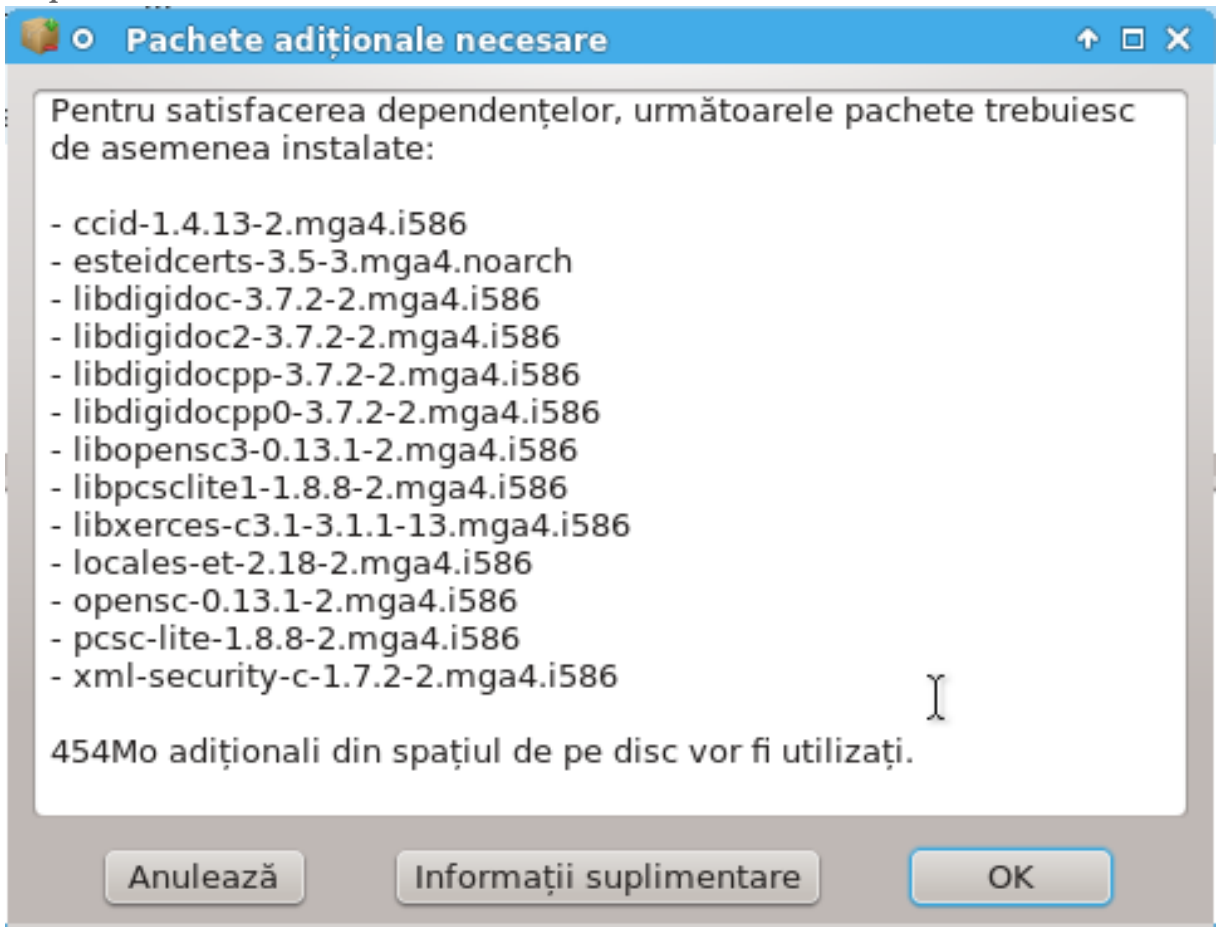 Pachete adiționale necesare
Pentru satisfacerea dependențelor, următoarele pachete trebuiesc
de asemenea instalate:
- ccid-1.4.13-2.mga4.i586
- esteidcerts-3.5-3.mga4.noarch
- libdigidoc-3.7.2-2.mga4.i586
- libdigidoc2-3.7.2-2.mga4.i586
- libdigidocpp-3.7.2-2.mga4.i586
- libdigidocpp0-3.7.2-2.mga4.i586
- libopensc3-0.13.1-2.mga4.i586
- libpcsclite1-1.8.8-2.mga4.i586
- libxerces-c3.1-3.1.1-13.mga4.i586
- locales-et-2.18-2.mga4.i586
- opensc-0.13.1-2.mga4.i586
- pcsc-lite-1.8.8-2.mga4.i586
- xml-security-c-1.7.2-2.mga4.i586
454Mo adiționali din spațiul de pe disc vor fi utilizați.
Anulează
Informații suplimentare
OK